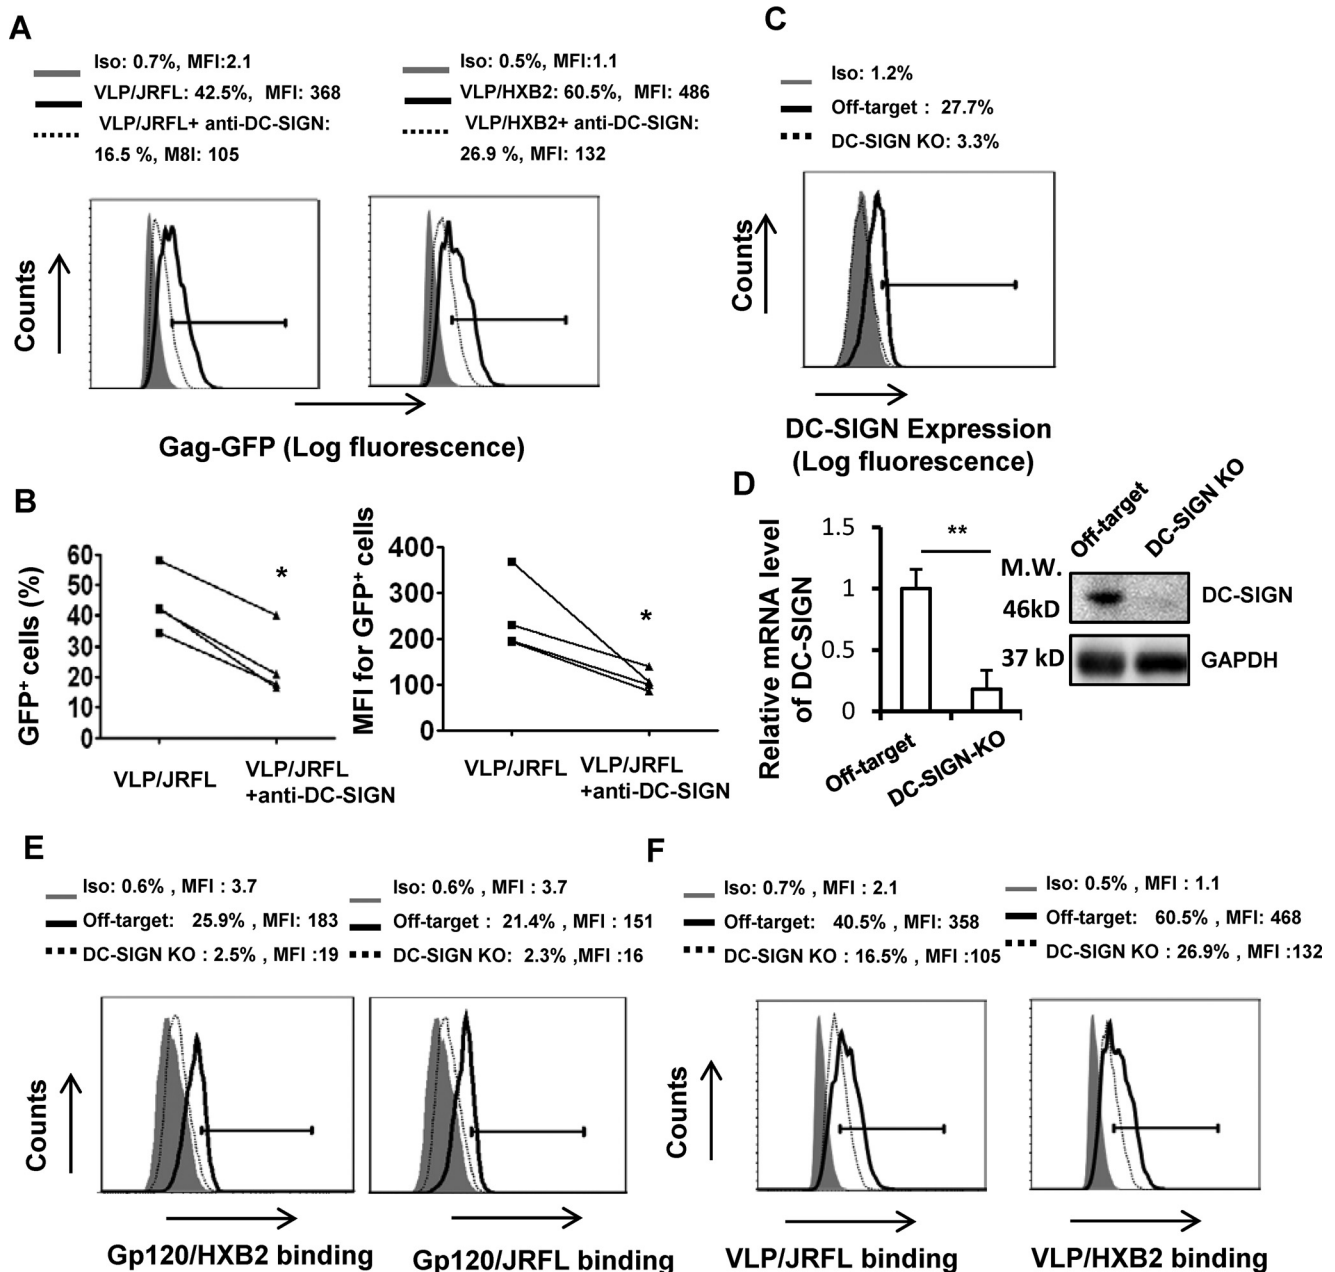 A
Iso: 0.7%, MFI:2.1
VLP/JRFL: 42.5%, MFI: 368
VLP/JRFL+ anti-DC-SIGN:
16.5 %, M8I: 105
Iso: 0.5%, MFI:1.1
VLP/HXB2: 60.5%, MFI: 486
VLP/HXB2+ anti-DC-SIGN:
26.9 %, MFI: 132
Counts
Gag-GFP (Log fluorescence)
C
Iso: 1.2%
Off-target : 27.7%
DC-SIGN KO: 3.3%
Counts
DC-SIGN Expression
(Log fluorescence)
B
GFP+ cells (%)
60
50
40
30
20
10
0
*
VLP/JRFL
VLP/JRFL
+anti-DC-SIGN
MFI for GFP+ cells
400
300
200
100
0
*
VLP/JRFL
VLP/JRFL
+anti-DC-SIGN
D
Relative mRNA level
of DC-SIGN
1.5
1
0.5
0
**
Off-target
DC-SIGN-KO
Off-target
DC-SIGN KO
M.W.
46kD
DC-SIGN
37 kD
GAPDH
E
Iso: 0.6% , MFI : 3.7
Off-target: 25.9% , MFI: 183
DC-SIGN KO : 2.5% , MFI :19
Iso: 0.6% , MFI : 3.7
Off-target : 21.4% , MFI : 151
DC-SIGN KO: 2.3% ,MFI :16
Counts
Gp120/HXB2 binding
Gp120/JRFL binding
F
Iso: 0.7% , MFI : 2.1
Off-target: 40.5% , MFI: 358
DC-SIGN KO : 16.5% , MFI :105
Iso: 0.5% , MFI : 1.1
Off-target: 60.5% , MFI: 468
DC-SIGN KO : 26.9% , MFI :132
Counts
VLP/JRFL binding
VLP/HXB2 binding